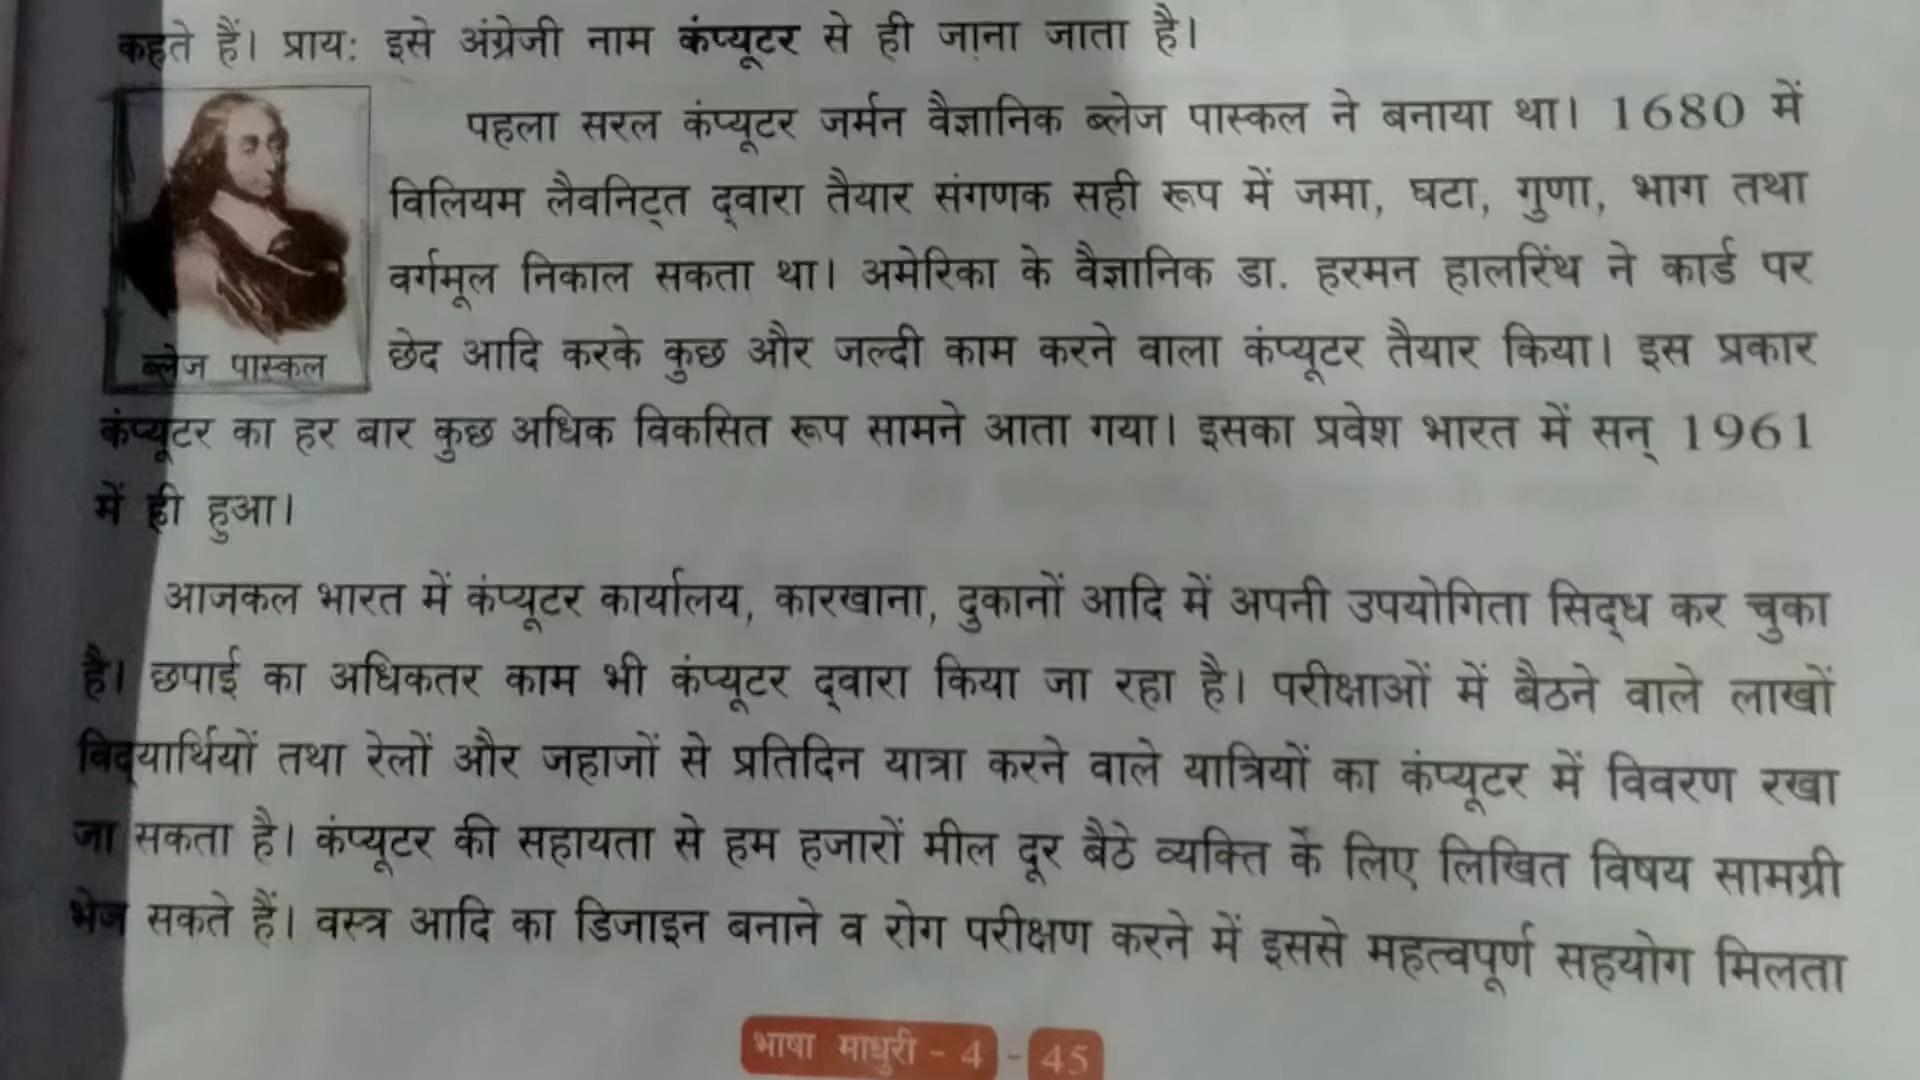 कहते हैं। प्राय: इसे अंग्रेजी नाम कंप्यूटर से ही जाना जाता है।
पहला सरल कंप्यूटर जर्मन वैज्ञानिक ब्लेज पास्कल ने बनाया था। 1680 में
विलियम लैवनिट्त द्वारा तैयार संगणक सही रूप में जमा, घटा, गुणा, भाग तथा
वर्गमूल निकाल सकता था। अमेरिका के वैज्ञानिक डा. हरमन हालरिंथ ने कार्ड पर
छेद आदि करके कुछ और जल्दी काम करने वाला कंप्यूटर तैयार किया। इस प्रकार
ब्लेज पास्कल
कंप्यूटर का हर बार कुछ अधिक विकसित रूप सामने आता गया। इसका प्रवेश भारत में सन् 1961
में ही हुआ।
आजकल भारत में कंप्यूटर कार्यालय, कारखाना, दुकानों आदि में अपनी उपयोगिता सिद्ध कर चुका
है। छपाई का अधिकतर काम भी कंप्यूटर द्वारा किया जा रहा है। परीक्षाओं में बैठने वाले लाखों
विद्यार्थियों तथा रेलों और जहाजों से प्रतिदिन यात्रा करने वाले यात्रियों का कंप्यूटर में विवरण रखा
जा सकता है। कंप्यूटर की सहायता से हम हजारों मील दूर बैठे व्यक्ति के लिए लिखित विषय सामग्री
भेज सकते हैं। वस्त्र आदि का डिजाइन बनाने व रोग परीक्षण करने में इससे महत्वपूर्ण सहयोग मिलता
भाषा माधुरी - 4 - 45